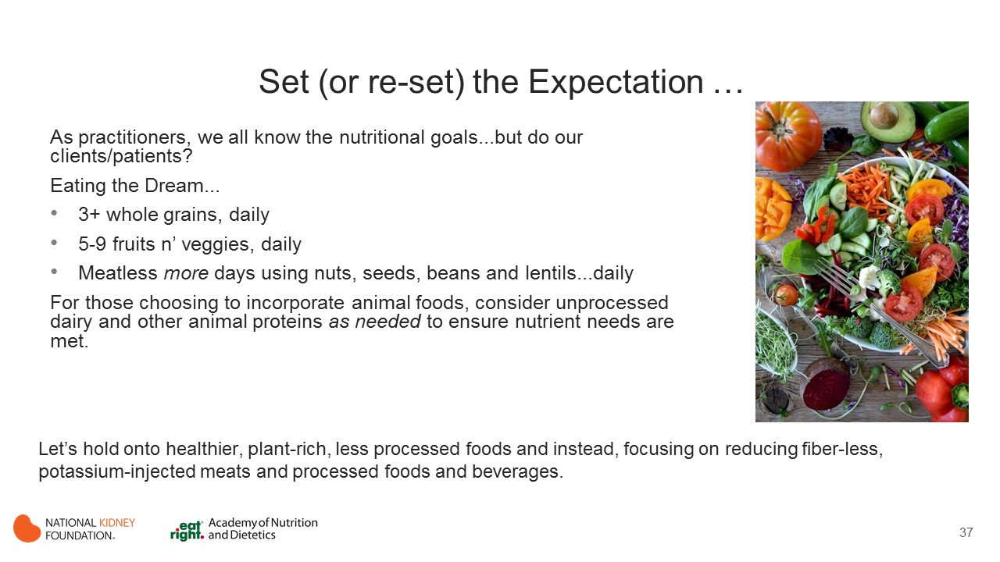 Set (or re-set) the Expectation …
As practitioners, we all know the nutritional goals...but do our
clients/patients?
Eating the Dream...
• 3+ whole grains, daily
• 5-9 fruits n’ veggies, daily
• Meatless more days using nuts, seeds, beans and lentils...daily
For those choosing to incorporate animal foods, consider unprocessed
dairy and other animal proteins as needed to ensure nutrient needs are
met.
Let’s hold onto healthier, plant-rich, less processed foods and instead, focusing on reducing fiber-less,
potassium-injected meats and processed foods and beverages.
NATIONAL KIDNEY
FOUNDATION®
eat
right.
Academy of Nutrition
and Dietetics
37